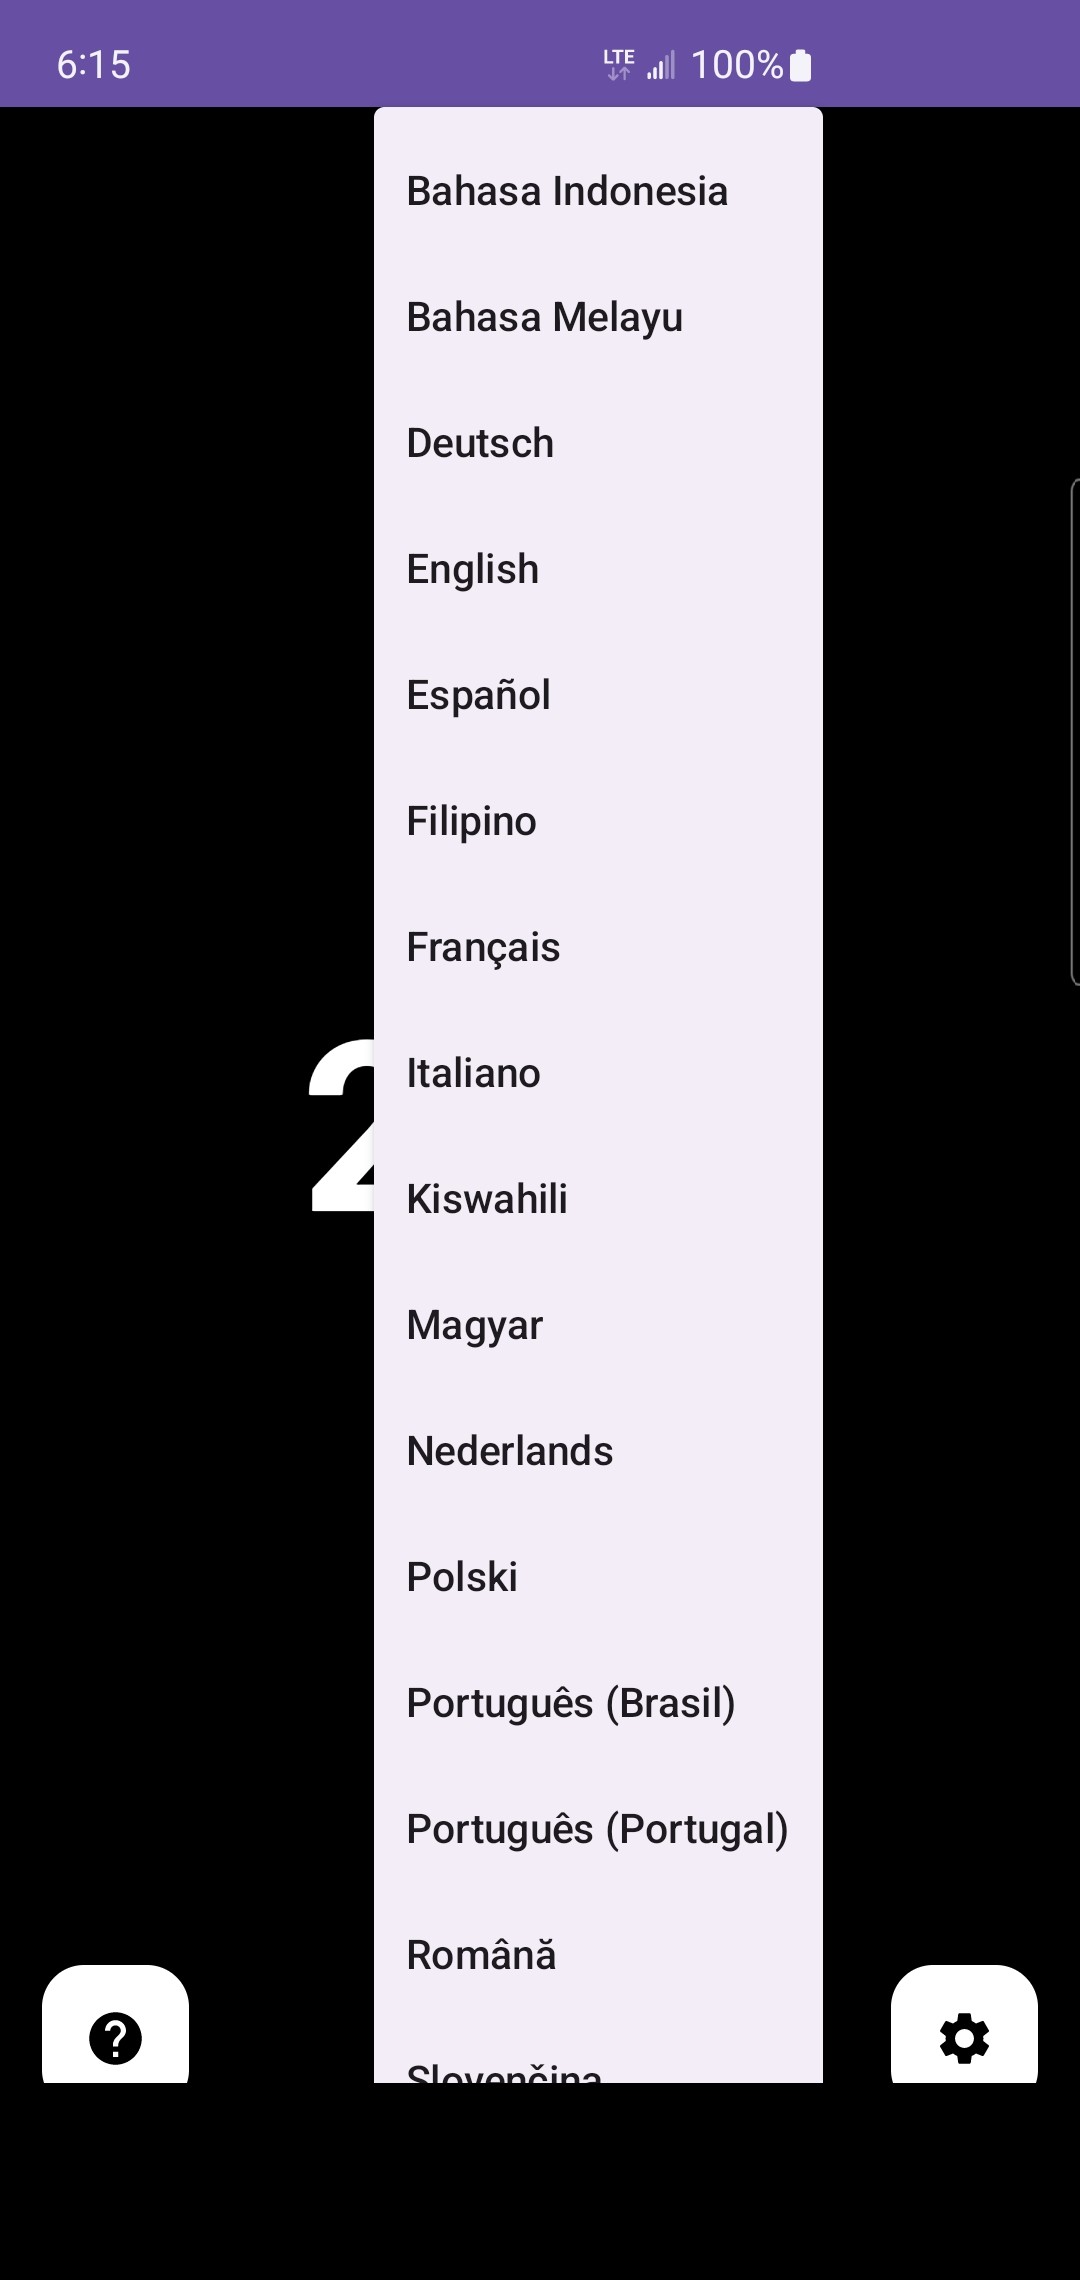 6:15
LTE
100%
Bahasa Indonesia
Bahasa Melayu
Deutsch
English
Español
Filipino
Français
2
Italiano
Kiswahili
Magyar
Nederlands
Polski
Português (Brasil)
Português (Portugal)
Română
Slovenčina